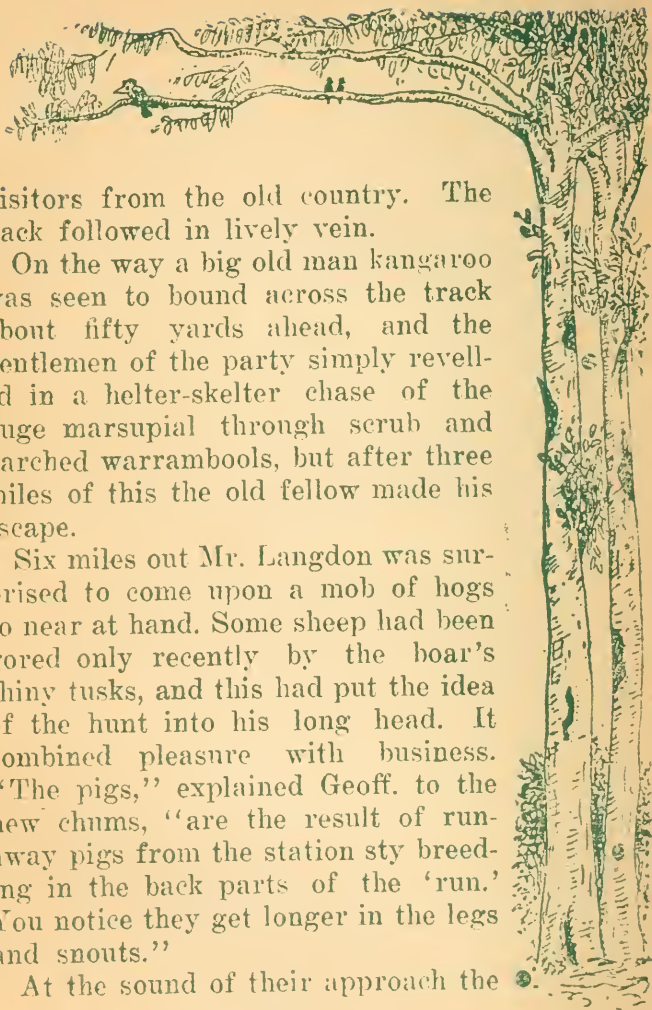 isitors from the old country. The
ack followed in lively vein.
On the way a big old man kangaroo
as seen to bound across the track
bout fifty yards ahead, and the
entlemen of the party simply revell-
d in a helter-skelter chase of the
uge marsupial through scrub and
arched warrambools, but after three
niles of this the old fellow made his
scape.
Six miles out Mr. Langdon was sur-
rised to come upon a mob of hogs
o near at hand. Some sheep had been
rored only recently by the boar's
hiny tusks, and this had put the idea
f the hunt into his long head. It
ombined pleasure with business.
"The pigs," explained Geoff. to the
new chums, "are the result of run-
away pigs from the station sty breed-
ng in the back parts of the 'run.'
You notice they get longer in the legs
and snouts."
At the sound of their approach the